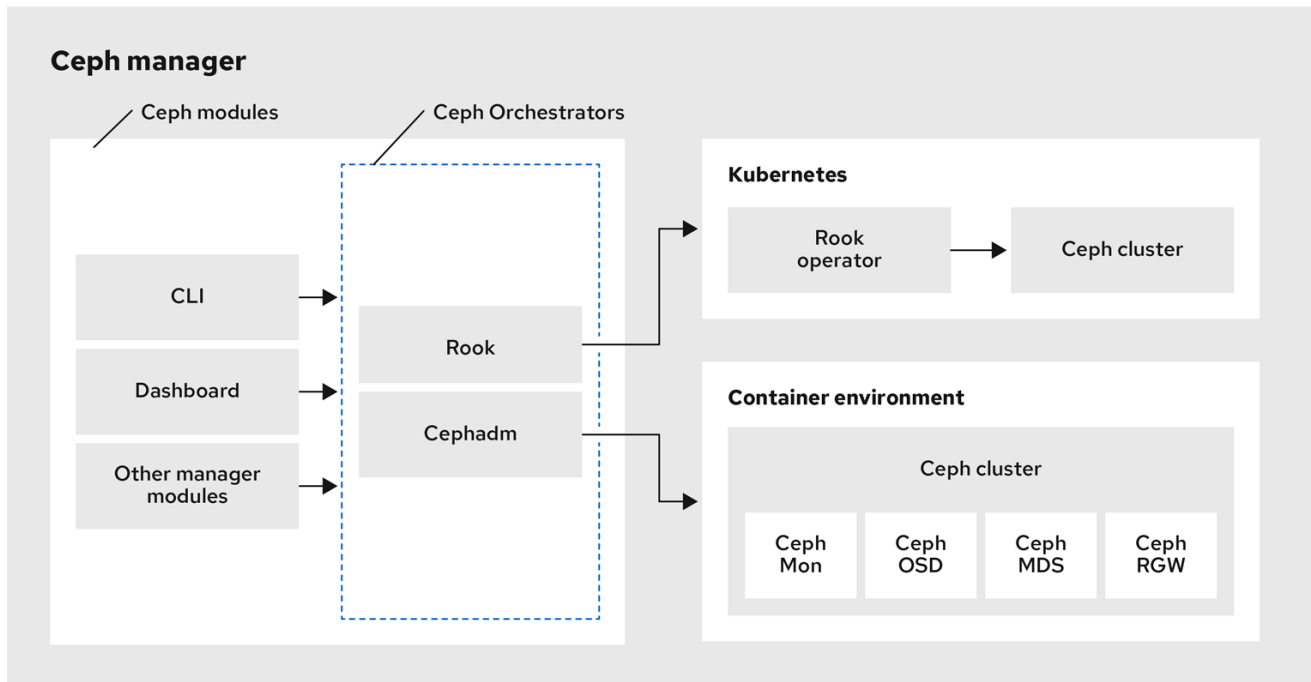 Ceph manager
Ceph modules
Ceph Orchestrators
CLI
Dashboard
Other manager
modules
Rook
Cephadm
Kubernetes
Rook
operator
Ceph cluster
Container environment
Ceph cluster
Ceph
Mon
Ceph
OSD
Ceph
MDS
Ceph
RGW